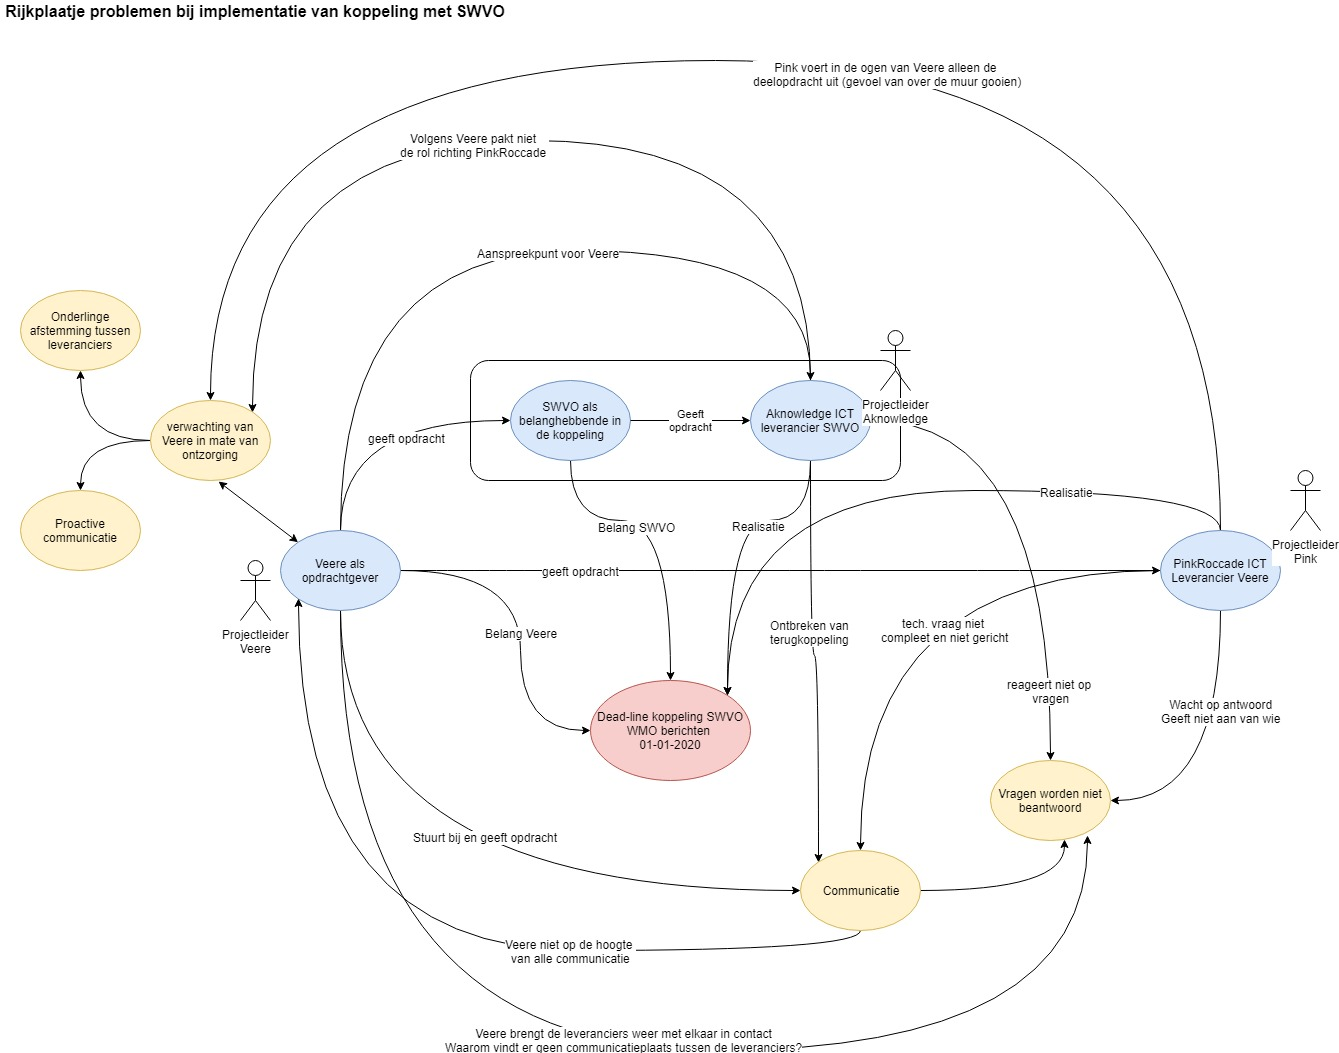 Rijkplaatje problemen bij implementatie van koppeling met SWVO
Pink voert in de ogen van Veere alleen de
deelopdracht uit (gevoel van over de muur gooien)
Volgens Veere pakt niet
de rol richting PinkRoccade
Aanspreekpunt voor Veere
Onderlinge
afstemming tussen
leveranciers
verwachting van
Veere in mate van
ontzorging
Proactive
communicatie
geeft opdracht
SWVO als
belanghebbende in
de koppeling
Geeft
opdracht
Aknowledge ICT
leverancier SWVO
Projectleider
Aknowledge
Belang SWVO
Realisatie
Realisatie
Projectleider
Pink
Veere als
opdrachtgever
Projectleider
Veere
geeft opdracht
PinkRoccade ICT
Leverancier Veere
Belang Veere
Ontbreken van
terugkoppeling
tech. vraag niet
compleet en niet gericht
reageert niet op
vragen
Wacht op antwoord
Geeft niet aan van wie
Dead-line koppeling SWVO
WMO berichten
01-01-2020
Vragen worden niet
beantwoord
Stuurt bij en geeft opdracht
Communicatie
Veere niet op de hoogte
van alle communicatie
Veere brengt de leveranciers weer met elkaar in contact
Waarom vindt er geen communicatieplaats tussen de leveranciers?